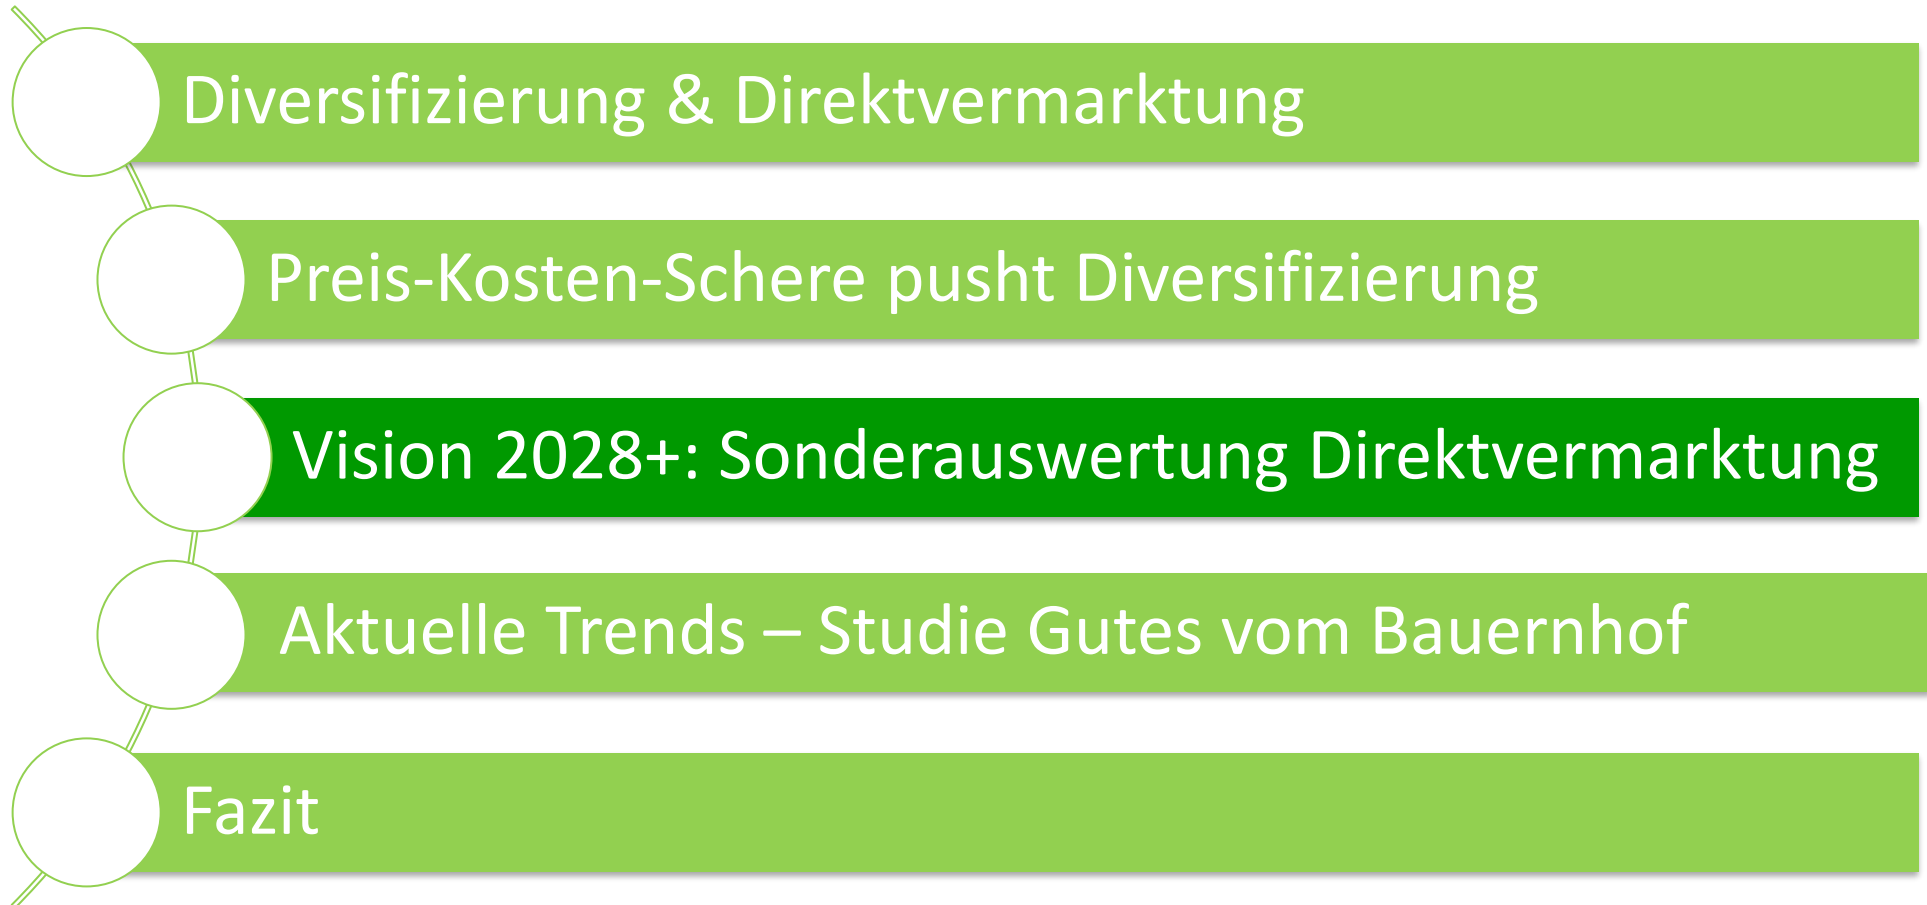 Diversifizierung & Direktvermarktung
Preis-Kosten-Schere pusht Diversifizierung
Vision 2028+: Sonderauswertung Direktvermarktung
Aktuelle Trends – Studie Gutes vom Bauernhof
Fazit